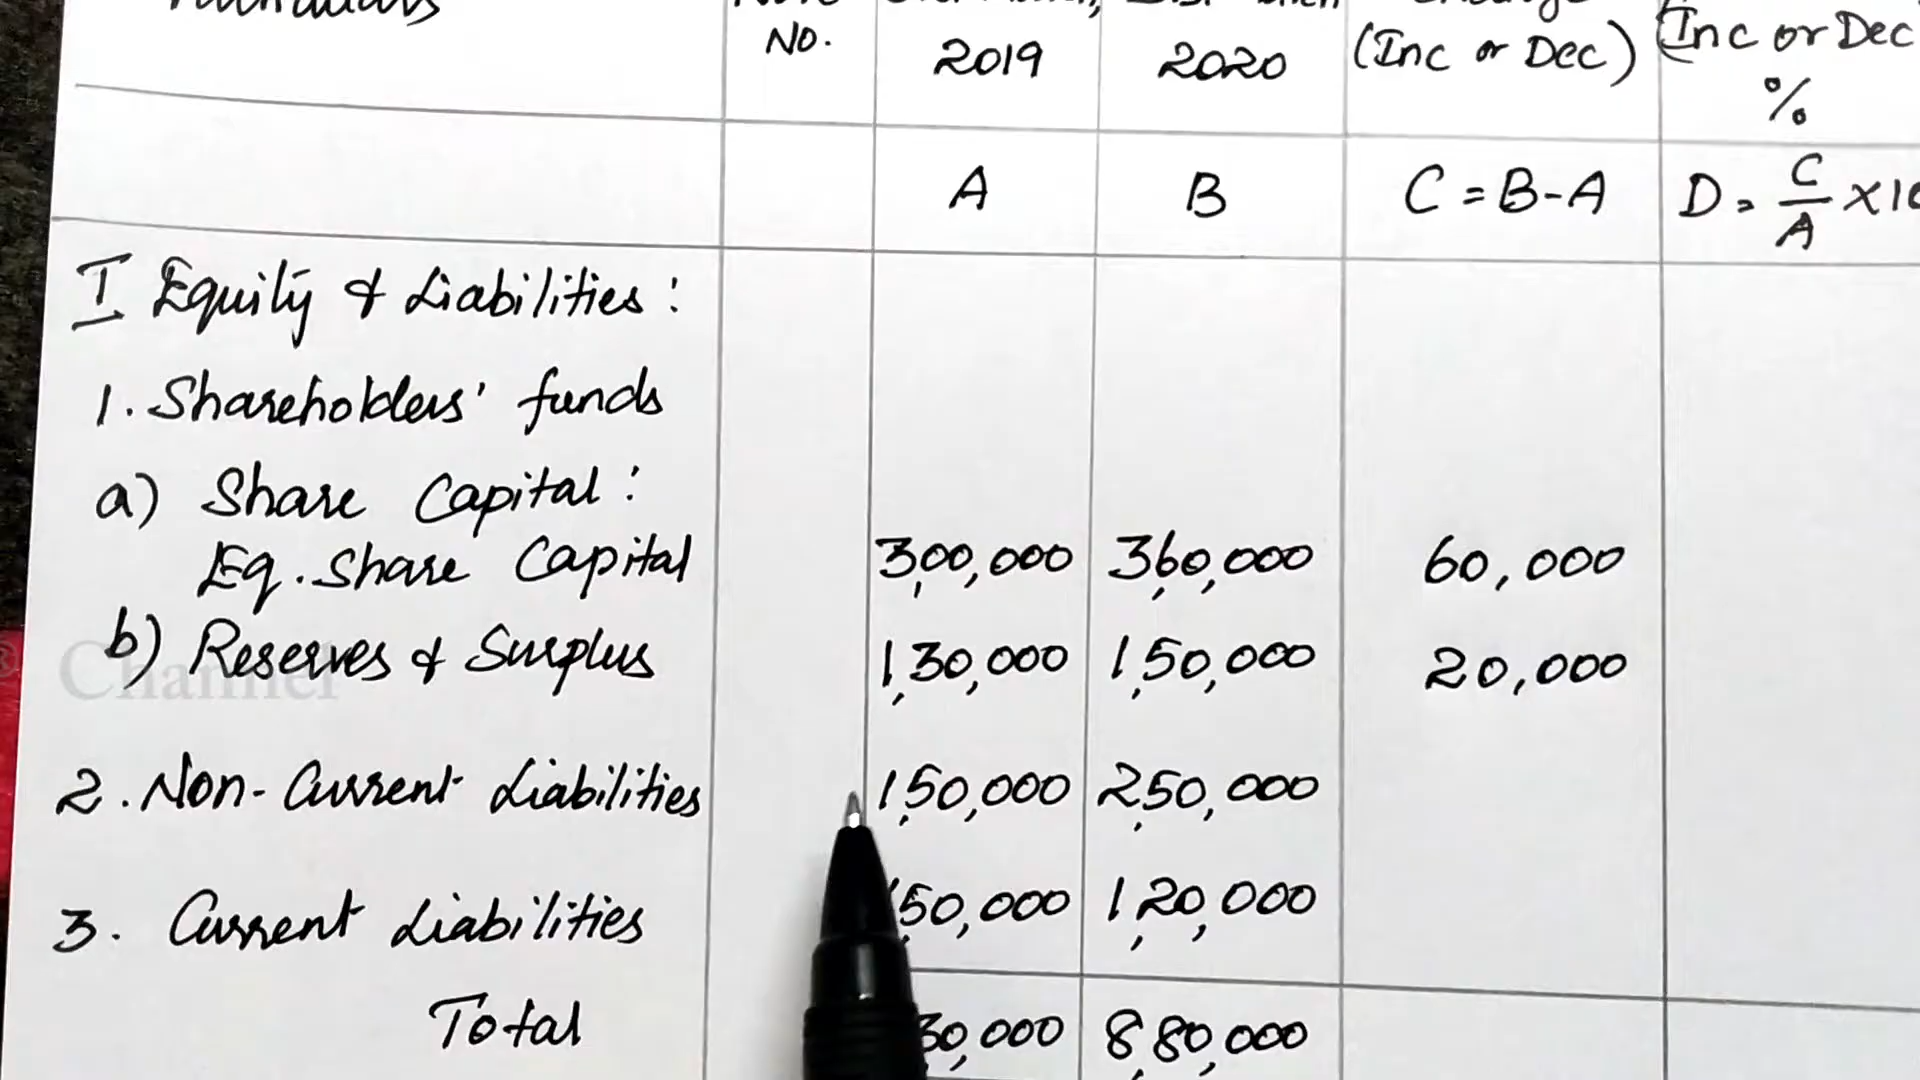 No.
2019 2020 (Inc or Dec) (Inc or Dec
%
A B C = B-A D = C/A ×10
I Equity & Liabilities :
1. Shareholders' funds
a) Share Capital :
Eq. Share Capital 3,00,000 3,60,000 60,000
b) Reserves & Surplus 1,30,000 1,50,000 20,000
Channel
2. Non-Current Liabilities 1,50,000 2,50,000
3. Current Liabilities 50,000 1,20,000
Total 30,000 8,80,000